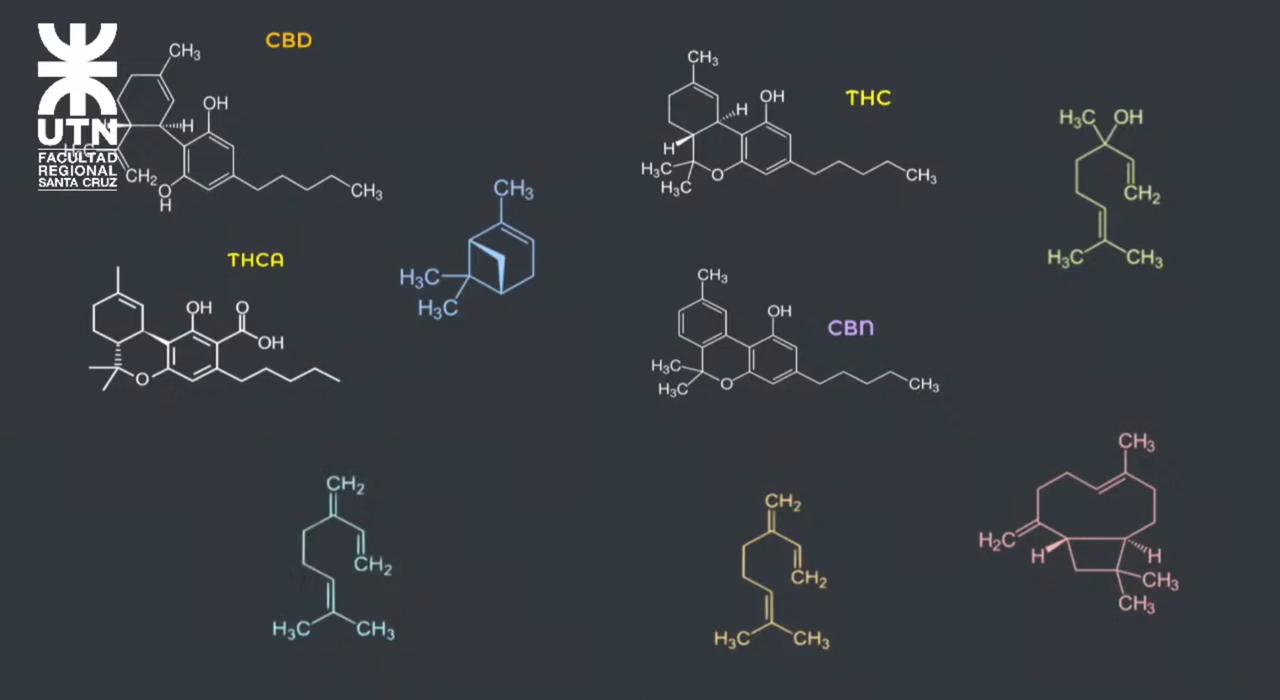 CBD
CH₃
OH
H
UTN
FACULTAD
REGIONAL
SANTA CRUZ
CH₂
O
H
CH₃
THC
CH₃
OH
H
H
H₃C
H₃C
O
CH₃
H₃C OH
CH₂
H₃C CH₃
CH₃
H₃C
H₃C
THCA
OH O
OH
O
CH₃
OH
CBN
H₃C
H₃C
O
CH₃
CH₂
CH₂
H₃C CH₃
CH₂
CH₂
H₃C CH₃
CH₃
H₂C
H
H
CH₃
CH₃